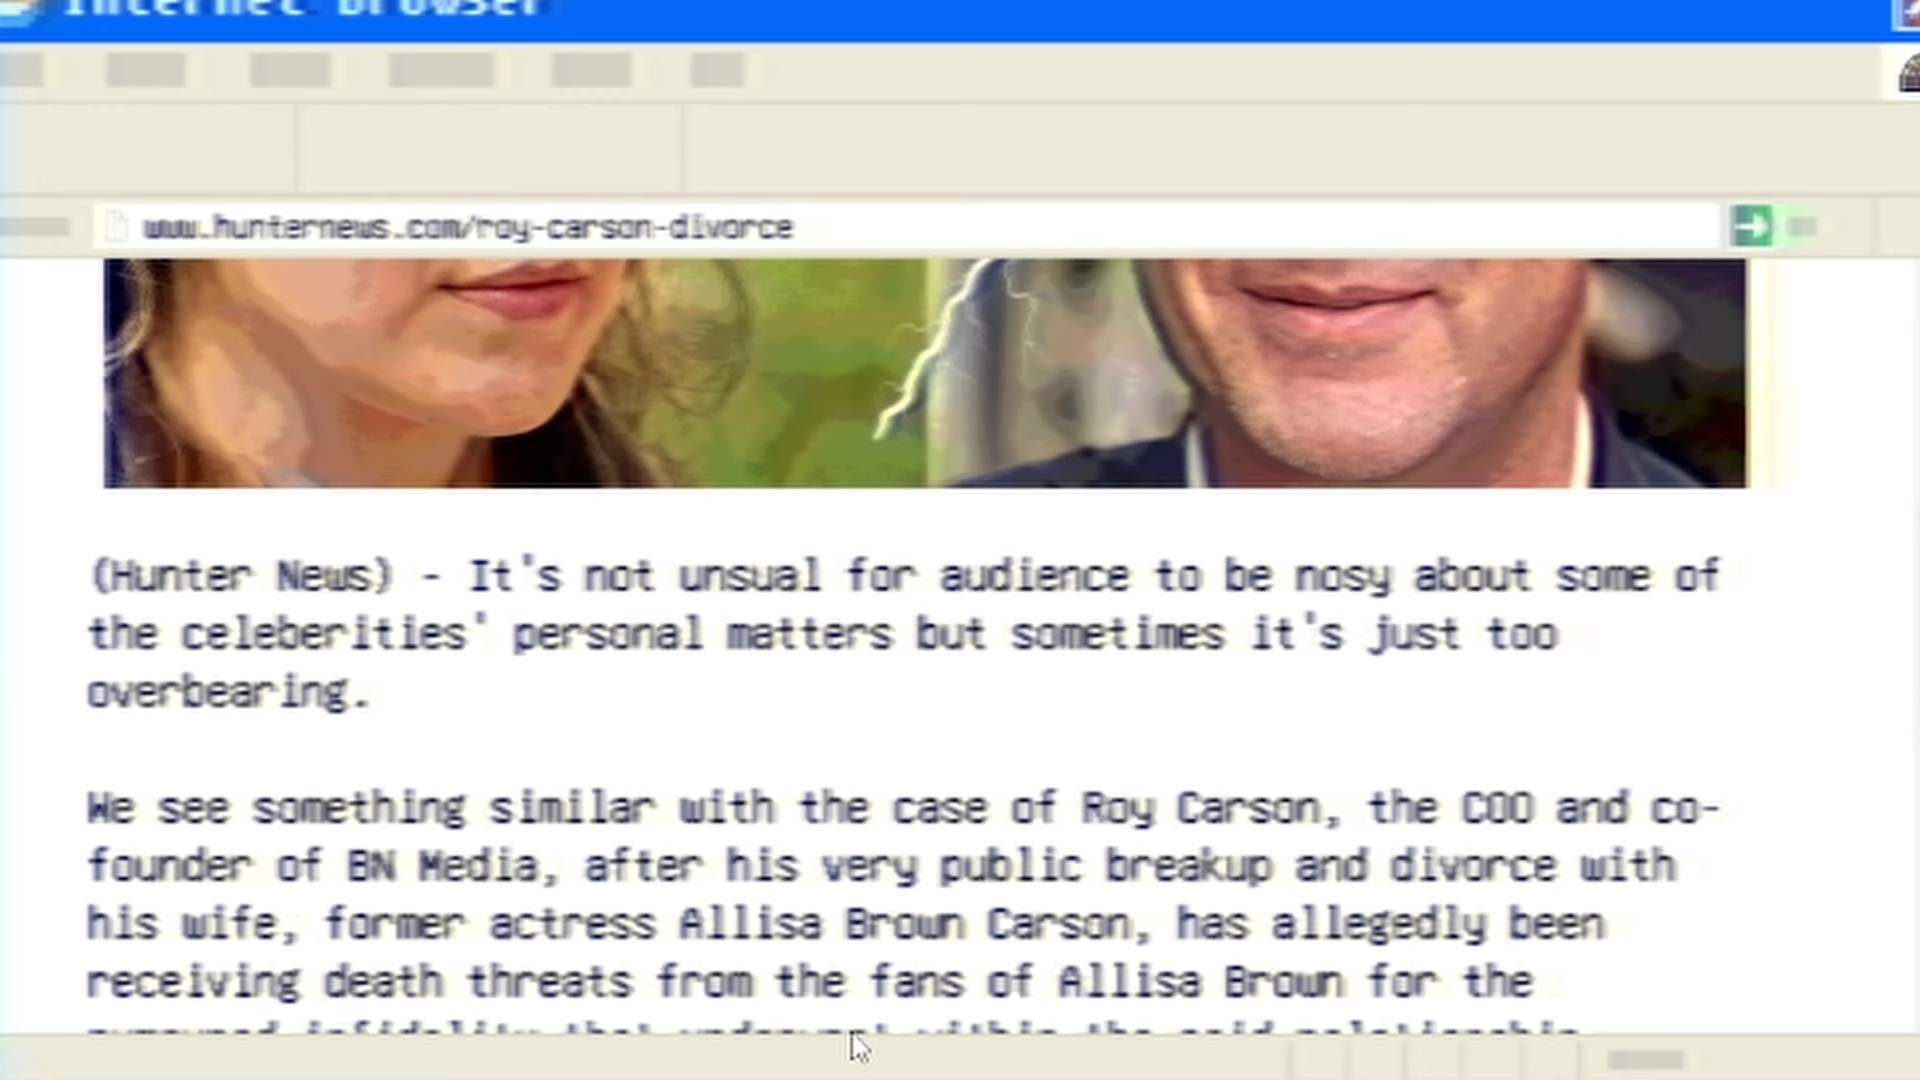 Internet Browser
www.hunternews.com/roy-carson-divorce
(Hunter News) - It's not unsual for audience to be nosy about some of
the celeberities' personal matters but sometimes it's just too
overbearing.
We see something similar with the case of Roy Carson, the COO and co-
founder of BN Media, after his very public breakup and divorce with
his wife, former actress Allisa Brown Carson, has allegedly been
receiving death threats from the fans of Allisa Brown for the